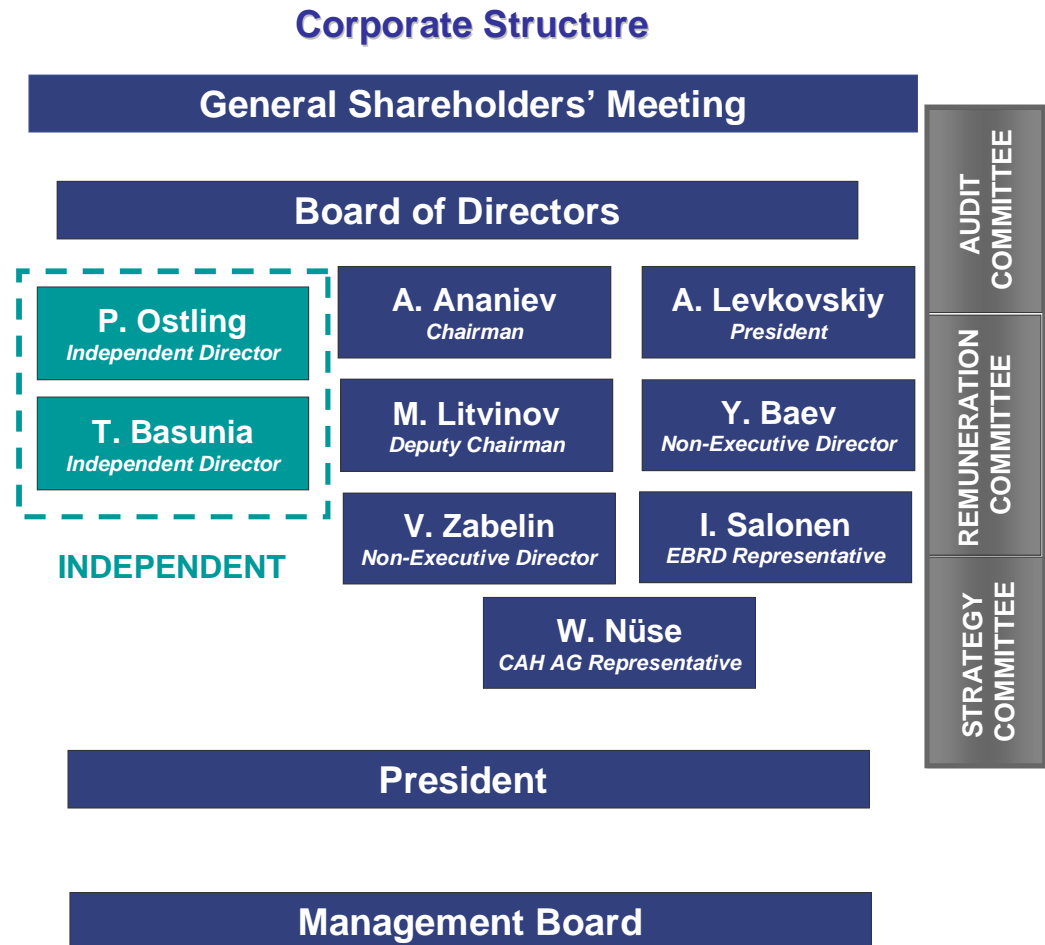 Corporate Structure
General Shareholders' Meeting
Board of Directors
P. Ostling
Independent Director
T. Basunia
Independent Director
INDEPENDENT
A. Ananiev
Chairman
A. Levkovskiy
President
M. Litvinov
Deputy Chairman
Y. Baev
Non-Executive Director
V. Zabelin
Non-Executive Director
I. Salonen
EBRD Representative
W. Nüse
CAH AG Representative
President
Management Board
AUDIT
COMMITTEE
REMUNERATION
COMMITTEE
STRATEGY
COMMITTEE